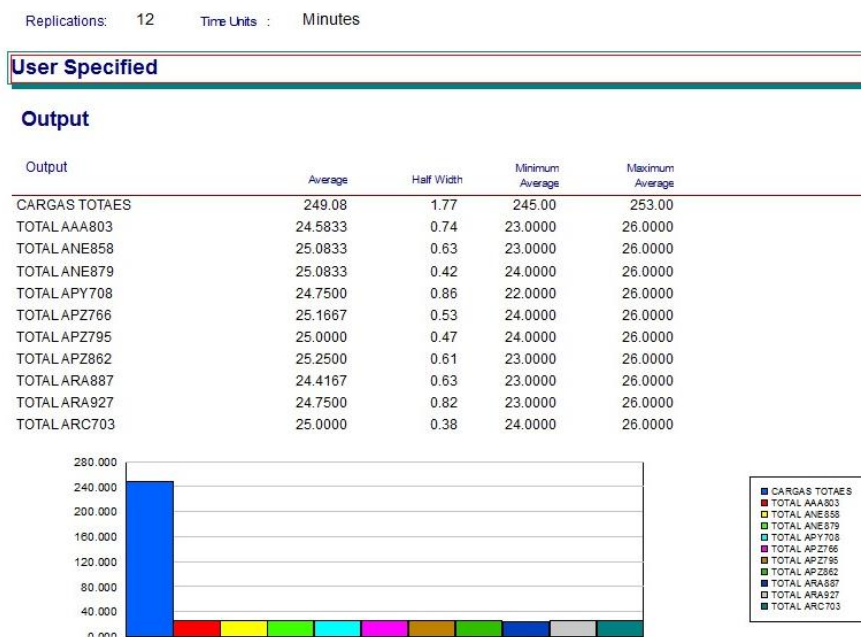 Replications: 12 Time Units : Minutes
User Specified
Output
Output Average Half Width Minimum Average Maximum Average
CARGAS TOTAES 249.08 1.77 245.00 253.00
TOTAL AAA803 24.5833 0.74 23.0000 26.0000
TOTAL ANE858 25.0833 0.63 23.0000 26.0000
TOTAL ANE879 25.0833 0.42 24.0000 26.0000
TOTAL APY708 24.7500 0.86 22.0000 26.0000
TOTAL APZ766 25.1667 0.53 24.0000 26.0000
TOTAL APZ795 25.0000 0.47 24.0000 26.0000
TOTAL APZ862 25.2500 0.61 23.0000 26.0000
TOTAL ARA887 24.4167 0.63 23.0000 26.0000
TOTAL ARA927 24.7500 0.82 23.0000 26.0000
TOTAL ARC703 25.0000 0.38 24.0000 26.0000
280.000
240.000
200.000
160.000
120.000
80.000
40.000
0.000
CARGAS TOTAES
TOTAL AAA803
TOTAL ANE858
TOTAL ANE879
TOTAL APY708
TOTAL APZ766
TOTAL APZ795
TOTAL APZ862
TOTAL ARA887
TOTAL ARA927
TOTAL ARC703